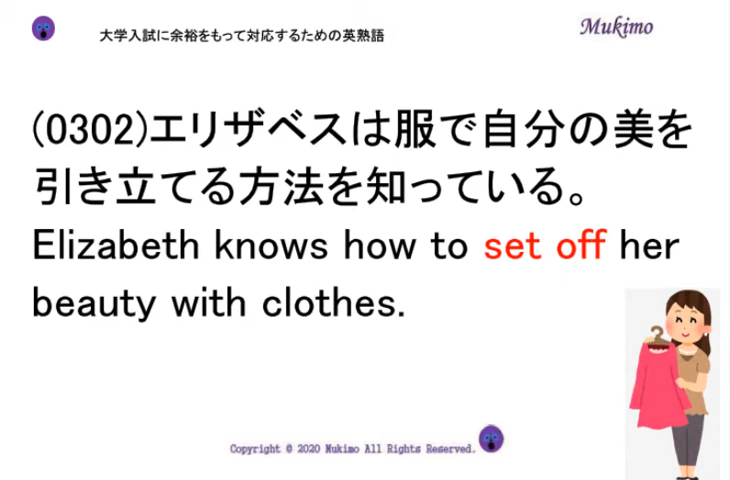 大学入試に余裕をもって対応するための英熟語
Mukimo
(0302)エリザベスは服で自分の美を
引き立てる方法を知っている。
Elizabeth knows how to set off her
beauty with clothes.
Copyright © 2020 Mukimo All Rights Reserved.